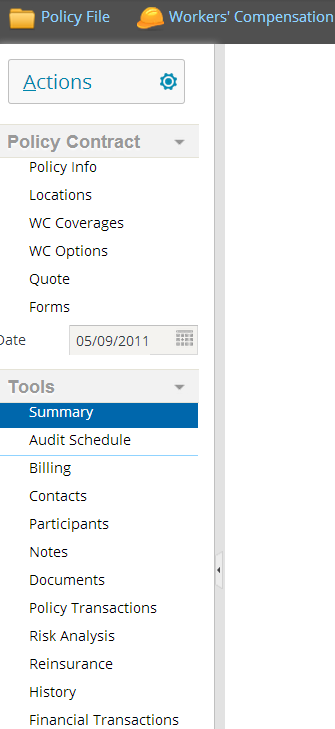 Policy File Workers' Compensation
Actions
Policy Contract
Policy Info
Locations
WC Coverages
WC Options
Quote
Forms
Date 05/09/2011
Tools
Summary
Audit Schedule
Billing
Contacts
Participants
Notes
Documents
Policy Transactions
Risk Analysis
Reinsurance
History
Financial Transactions